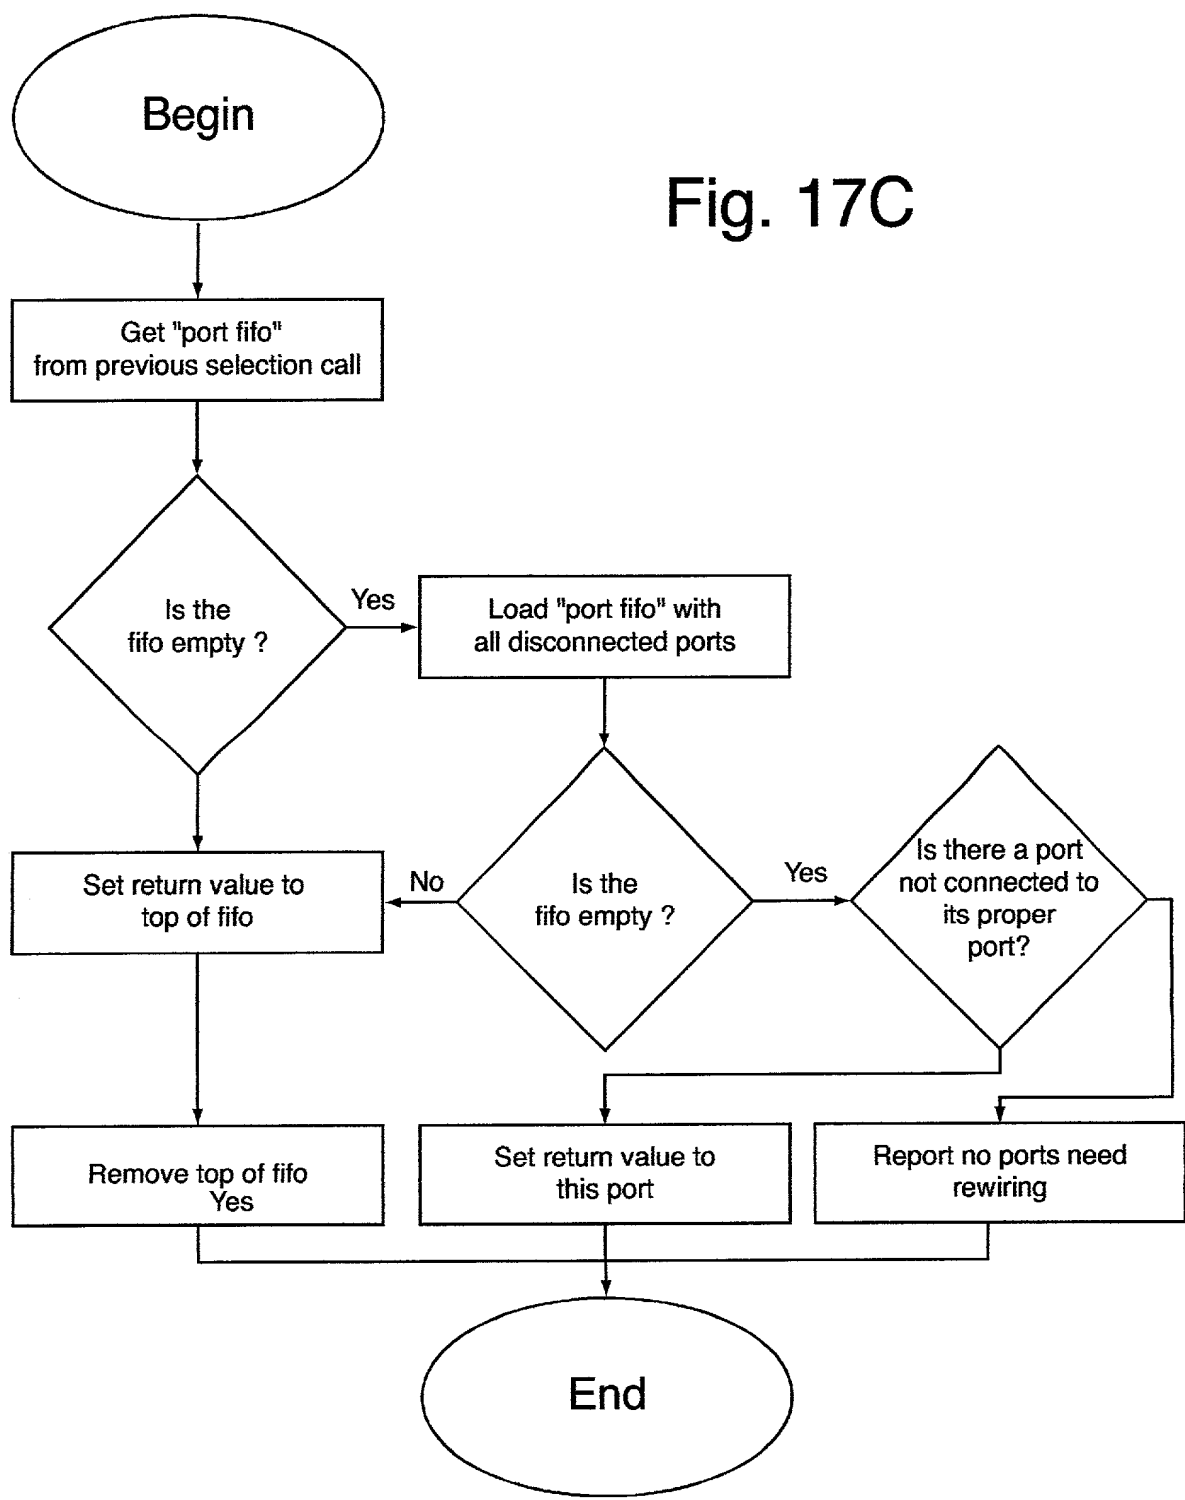 Begin
Fig. 17C
Get "port fifo"
from previous selection call
Is the
fifo empty ?
Yes
Load "port fifo" with
all disconnected ports
Set return value to
top of fifo
No
Is the
fifo empty ?
Yes
Is there a port
not connected to
its proper
port?
Remove top of fifo
Yes
Set return value to
this port
Report no ports need
rewiring
End